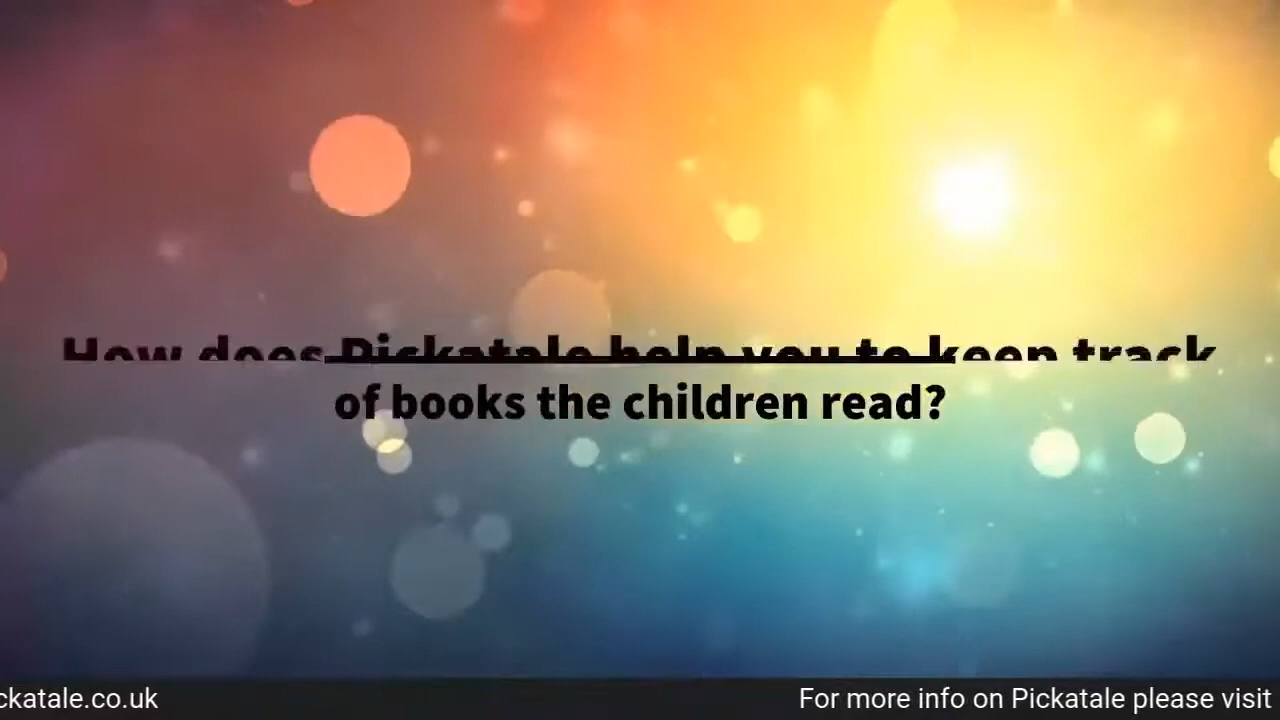 How does Pickatale help you to keep track
of books the children read?
ckatale.co.uk
For more info on Pickatale please visit